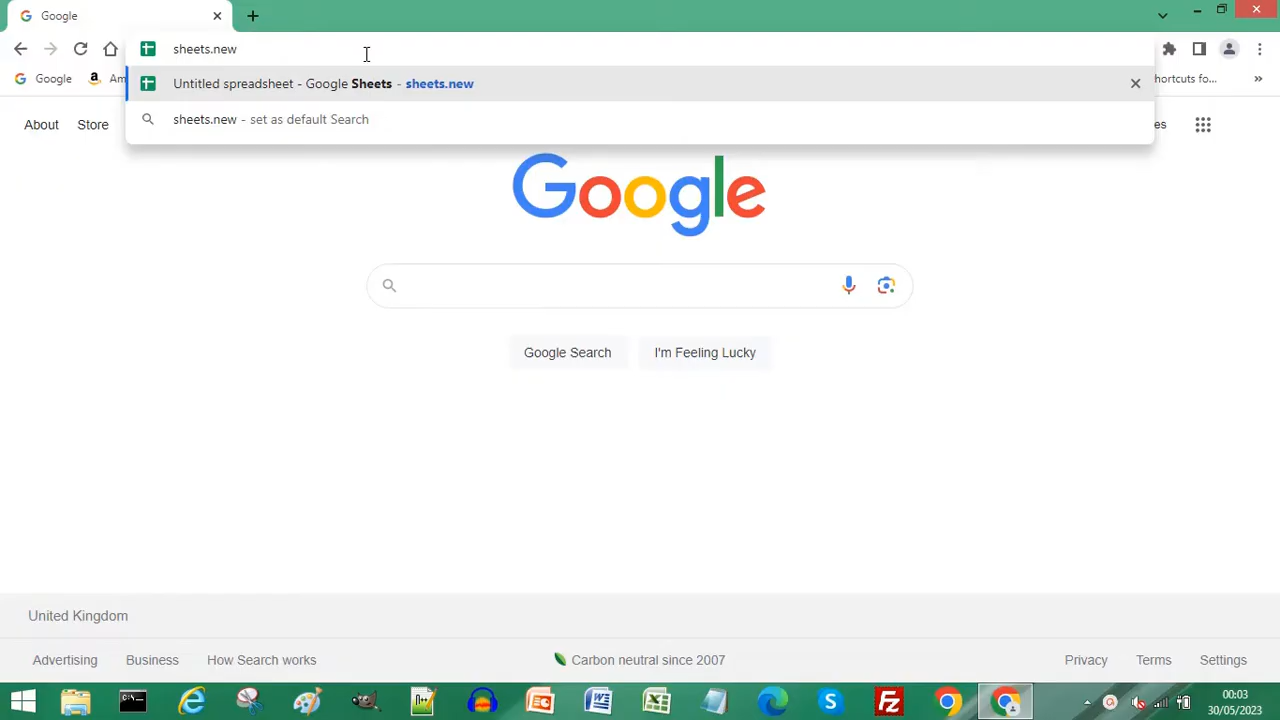 Google
sheets.new
Google
Am
hortcuts fo...
»
Untitled spreadsheet - Google Sheets - sheets.new
sheets.new - set as default Search
About
Store
es
Google
Google Search
I'm Feeling Lucky
United Kingdom
Advertising
Business
How Search works
Carbon neutral since 2007
Privacy
Terms
Settings
00:03
30/05/2023